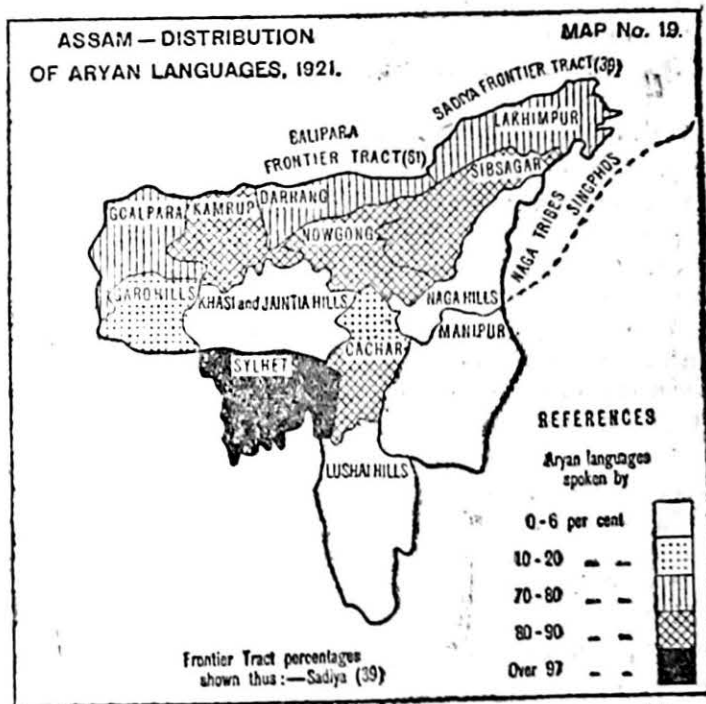 ASSAM — DISTRIBUTION
OF ARYAN LANGUAGES, 1921.
MAP No. 19.
SADIYA FRONTIER TRACT (39)
LAKHIMPUR
BALIPARA
FRONTIER TRACT (51)
SIBSAGAR
GOALPARA
KAMRUP
DARRANG
NOWGONG
NAGA TRIBES
SINGPHOS
GARO HILLS
KHASI and JAINTIA HILLS
NAGA HILLS
MANIPUR
CACHAR
SYLHET
LUSHAI HILLS
REFERENCES
Aryan languages
spoken by
0-6 per cent
10-20 " "
70-80 " "
80-90 " "
Over 97 " "
Frontier Tract percentages
shown thus :— Sadiya (39)